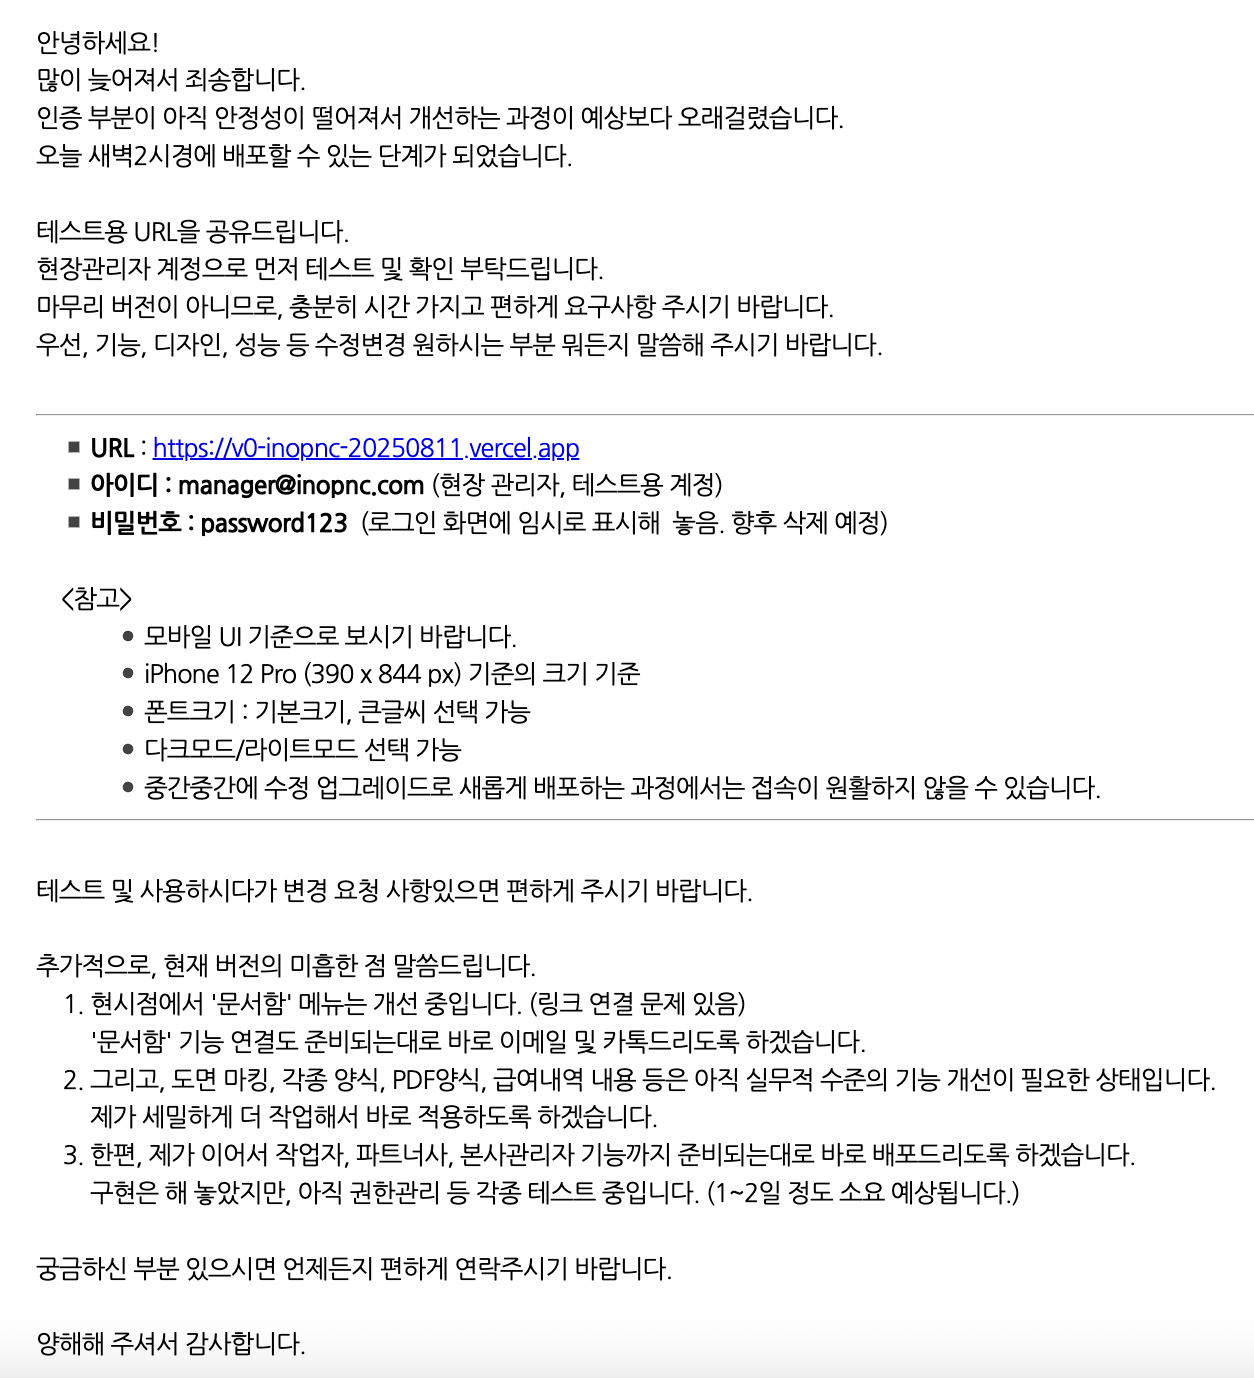 안녕하세요!
많이 늦어져서 죄송합니다.
인증 부분이 아직 안정성이 떨어져서 개선하는 과정이 예상보다 오래걸렸습니다.
오늘 새벽2시경에 배포할 수 있는 단계가 되었습니다.
테스트용 URL을 공유드립니다.
현장관리자 계정으로 먼저 테스트 및 확인 부탁드립니다.
마무리 버전이 아니므로, 충분히 시간 가지고 편하게 요구사항 주시기 바랍니다.
우선, 기능, 디자인, 성능 등 수정변경 원하시는 부분 뭐든지 말씀해 주시기 바랍니다.
▪ URL : https://v0-inopnc-20250811.vercel.app
▪ 아이디 : manager@inopnc.com (현장 관리자, 테스트용 계정)
▪ 비밀번호 : password123 (로그인 화면에 임시로 표시해 놓음. 향후 삭제 예정)
<참고>
• 모바일 UI 기준으로 보시기 바랍니다.
• iPhone 12 Pro (390 x 844 px) 기준의 크기 기준
• 폰트크기 : 기본크기, 큰글씨 선택 가능
• 다크모드/라이트모드 선택 가능
• 중간중간에 수정 업그레이드로 새롭게 배포하는 과정에서는 접속이 원활하지 않을 수 있습니다.
테스트 및 사용하시다가 변경 요청 사항있으면 편하게 주시기 바랍니다.
추가적으로, 현재 버전의 미흡한 점 말씀드립니다.
1. 현시점에서 '문서함' 메뉴는 개선 중입니다. (링크 연결 문제 있음)
'문서함' 기능 연결도 준비되는대로 바로 이메일 및 카톡드리도록 하겠습니다.
2. 그리고, 도면 마킹, 각종 양식, PDF양식, 급여내역 내용 등은 아직 실무적 수준의 기능 개선이 필요한 상태입니다.
제가 세밀하게 더 작업해서 바로 적용하도록 하겠습니다.
3. 한편, 제가 이어서 작업자, 파트너사, 본사관리자 기능까지 준비되는대로 바로 배포드리도록 하겠습니다.
구현은 해 놓았지만, 아직 권한관리 등 각종 테스트 중입니다. (1~2일 정도 소요 예상됩니다.)
궁금하신 부분 있으시면 언제든지 편하게 연락주시기 바랍니다.
양해해 주셔서 감사합니다.